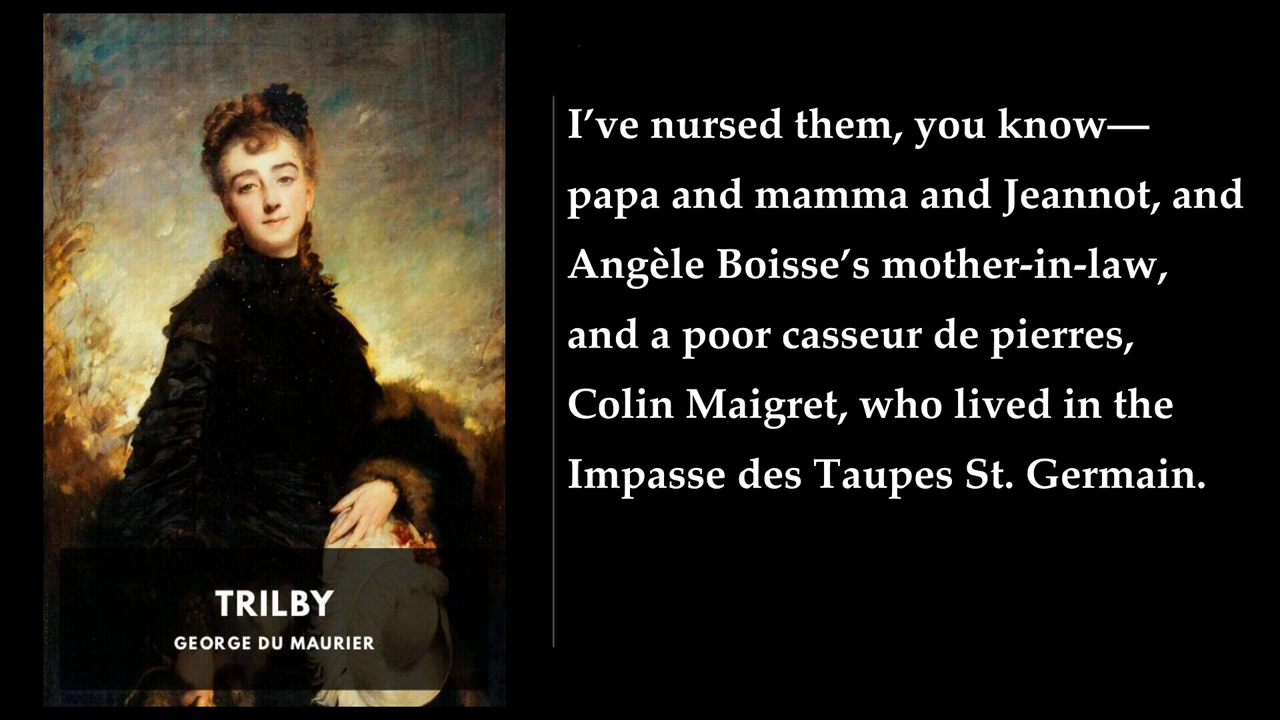 TRILBY
GEORGE DU MAURIER
I’ve nursed them, you know—
papa and mamma and Jeannot, and
Angèle Boisse’s mother-in-law,
and a poor casseur de pierres,
Colin Maigret, who lived in the
Impasse des Taupes St. Germain.